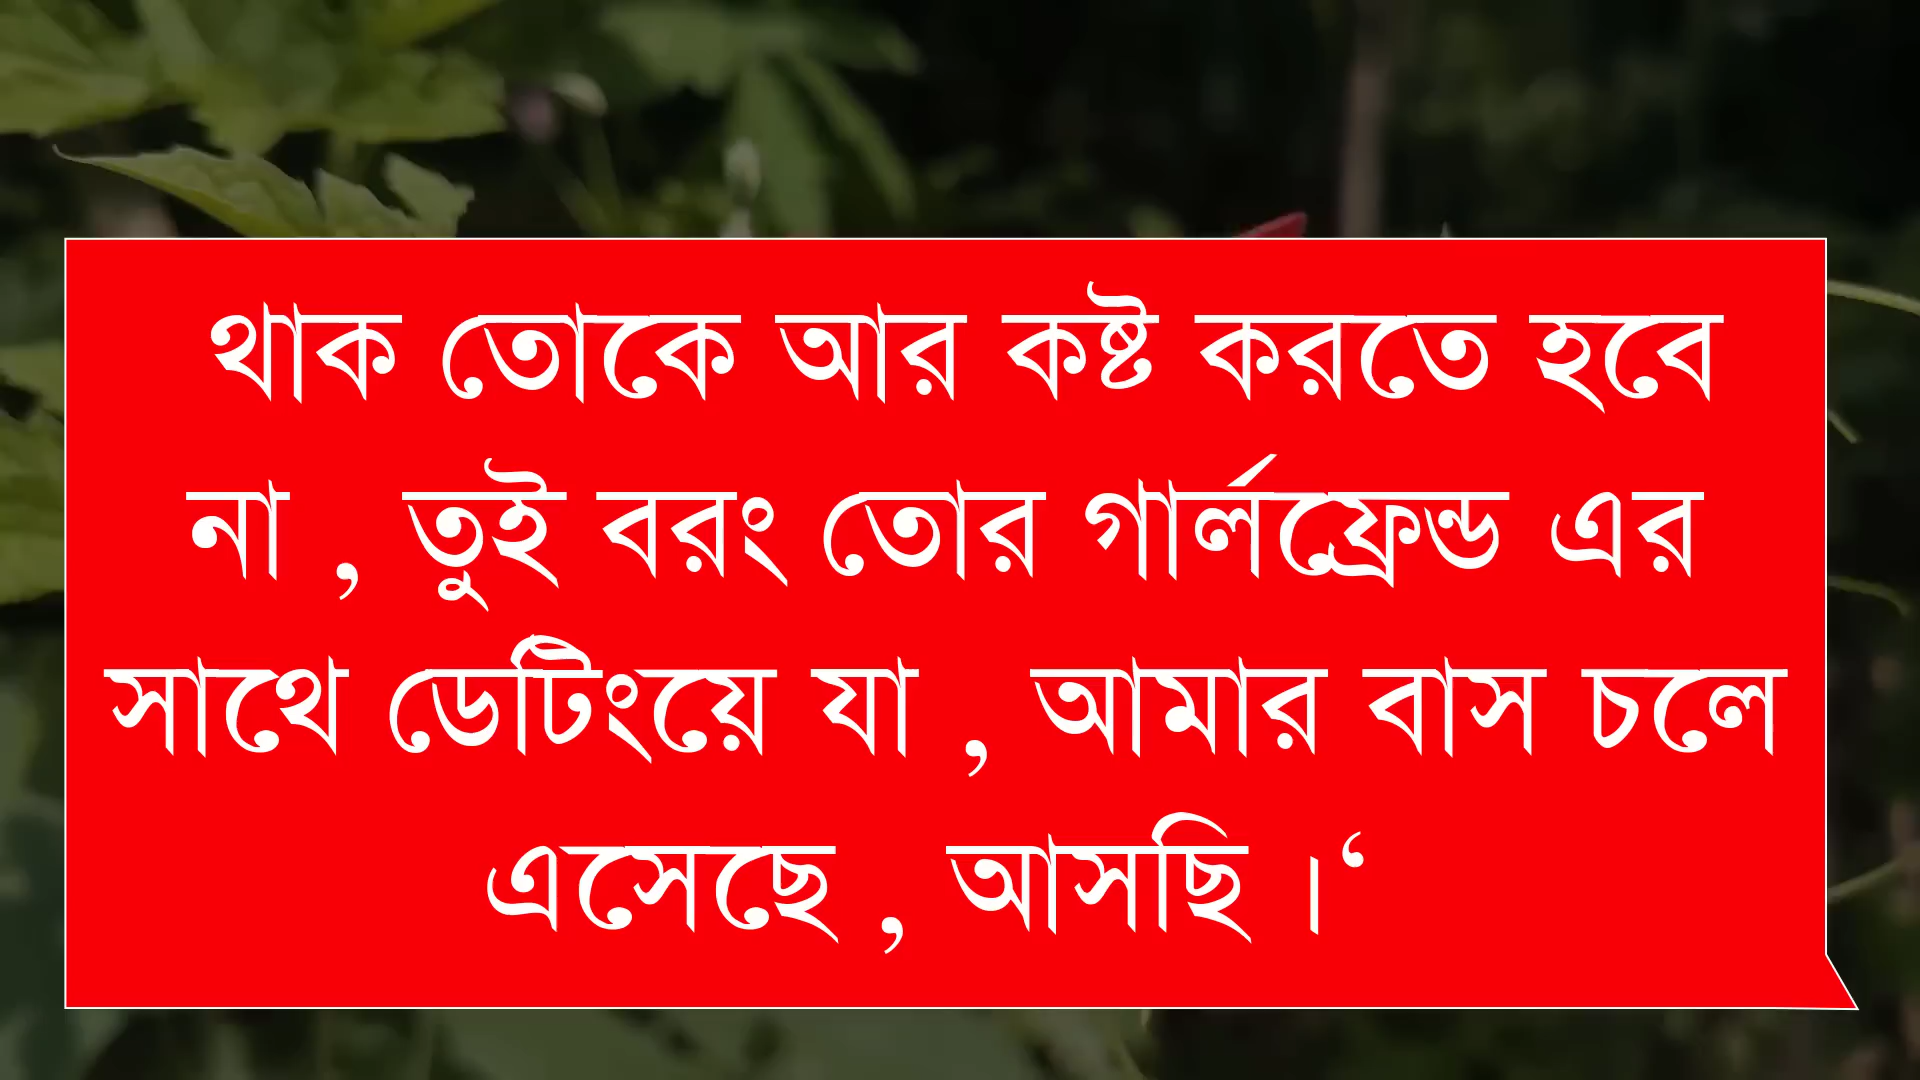 থাক তোকে আর কষ্ট করতে হবে
না , তুই বরং তোর গার্লফ্রেন্ড এর
সাথে ডেটিংয়ে যা , আমার বাস চলে
এসেছে , আসছি ।‘